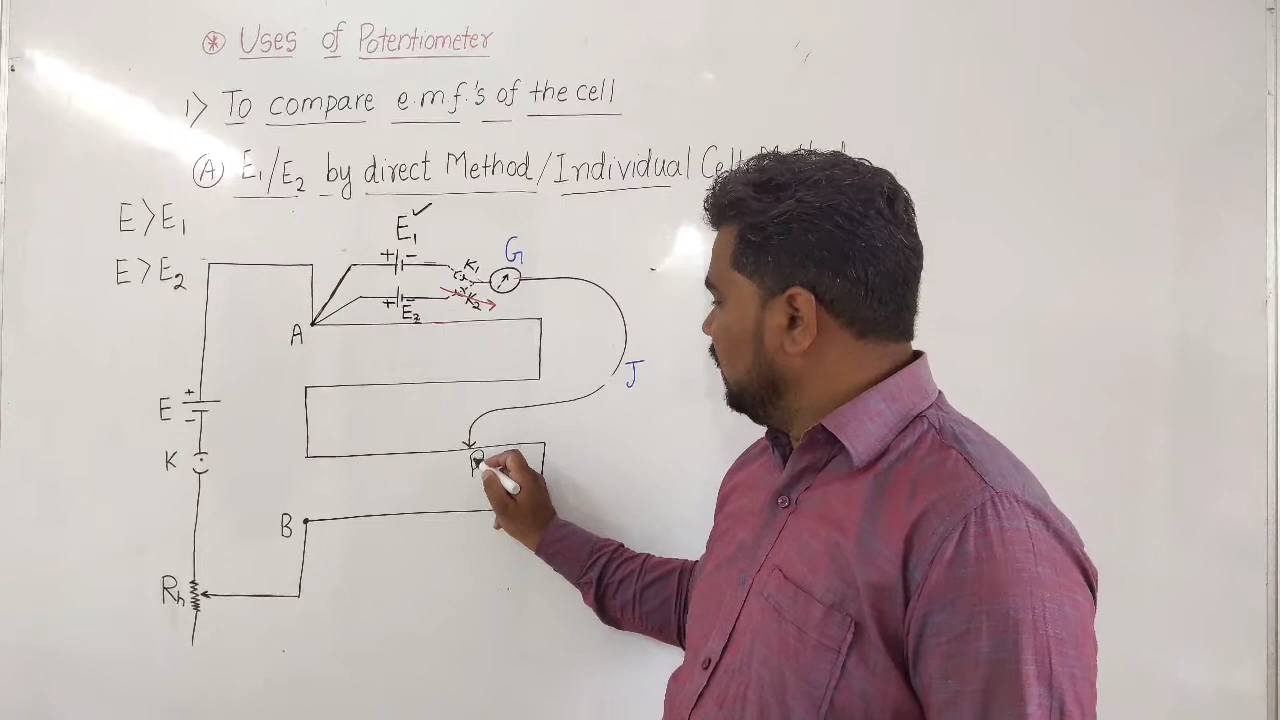 * Uses of Potentiometer
1> To compare e.m.f.'s of the cell
A E1/E2 by direct Method/Individual Cell Method
E > E1
E > E2
E1 ✓
+ -
K1
G
+ -
E2
K2
A
J
+
E
-
K
P
B
Rh